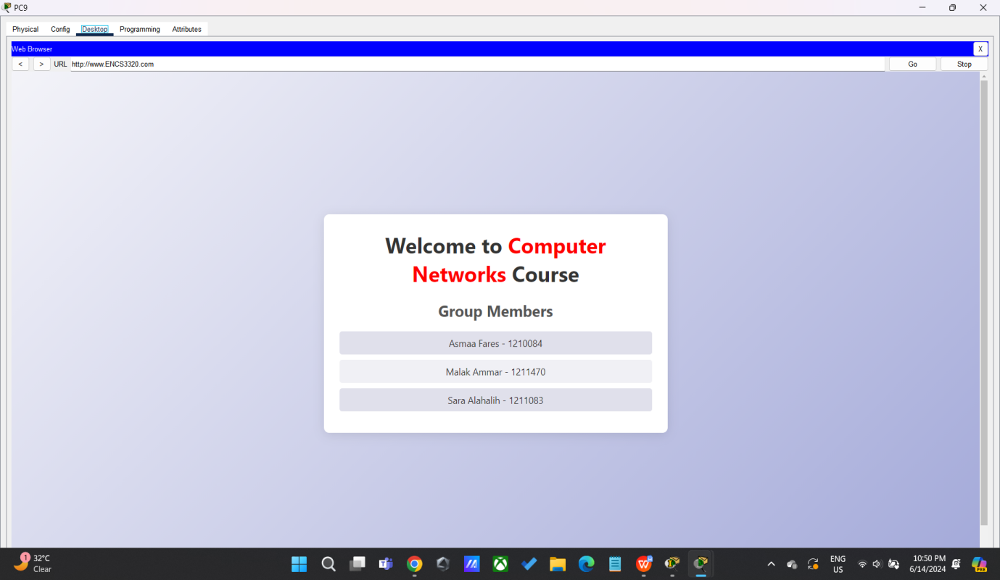 PC9
Physical Config Desktop Programming Attributes
Web Browser
X
< > URL http://www.ENCS3320.com Go Stop
Welcome to Computer
Networks Course
Group Members
Asmaa Fares - 1210084
Malak Ammar - 1211470
Sara Alahalih - 1211083
1
32°C
Clear
ENG
US
10:50 PM
6/14/2024
PRE